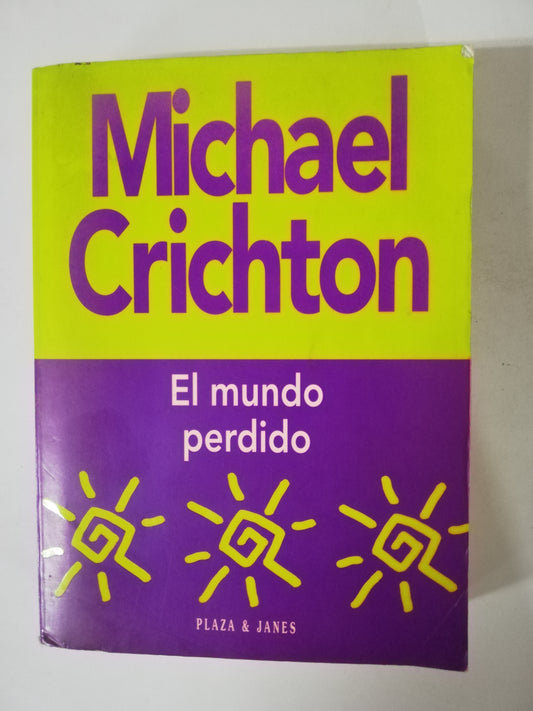 Michael
Crichton
El mundo
perdido
PLAZA & JANES